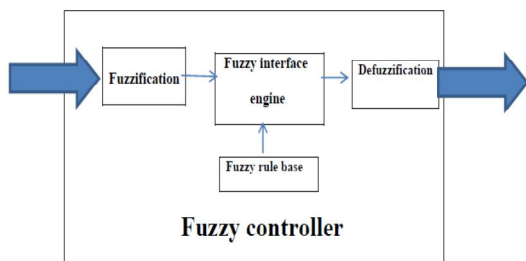 Fuzzification
Fuzzy interface
engine
Defuzzification
Fuzzy rule base
Fuzzy controller